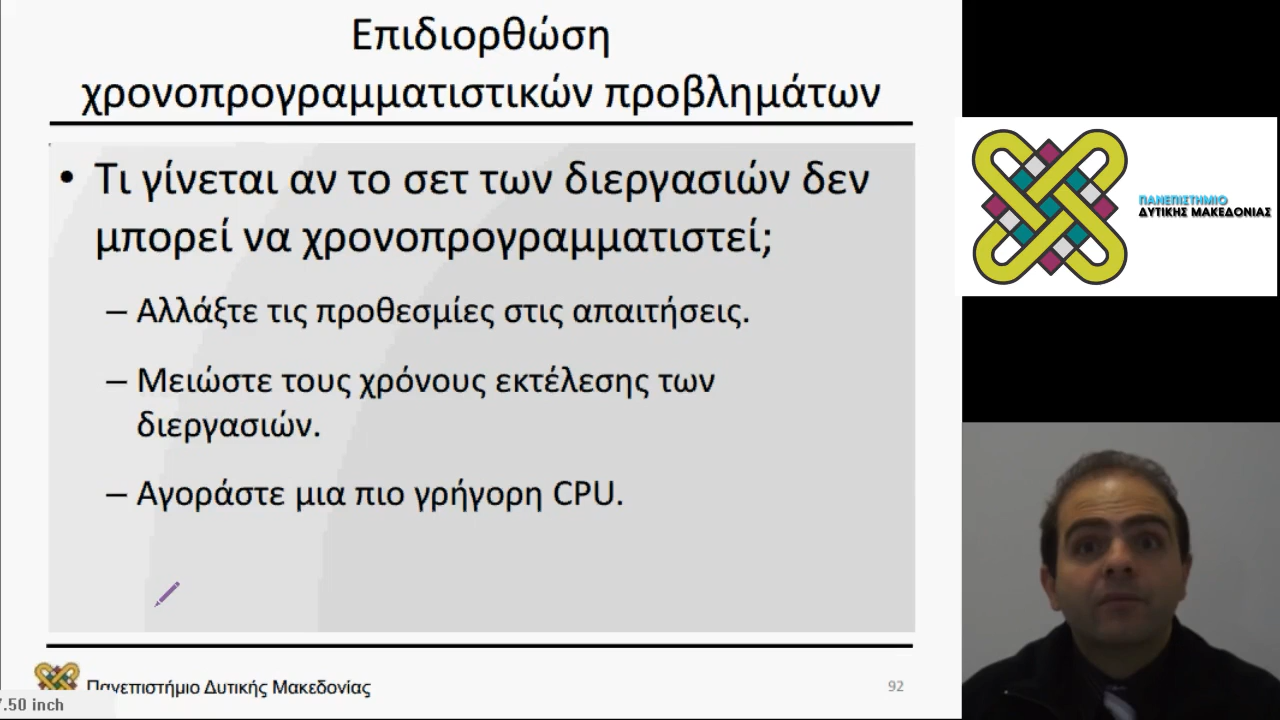 Επιδιορθώση
χρονοπρογραμματιστικών προβλημάτων
• Τι γίνεται αν το σετ των διεργασιών δεν
μπορεί να χρονοπρογραμματιστεί;
– Αλλάξτε τις προθεσμίες στις απαιτήσεις.
– Μειώστε τους χρόνους εκτέλεσης των
διεργασιών.
– Αγοράστε μια πιο γρήγορη CPU.
Πανεπιστήμιο Δυτικής Μακεδονίας
92
7.50 inch
ΠΑΝΕΠΙΣΤΗΜΙΟ
ΔΥΤΙΚΗΣ ΜΑΚΕΔΟΝΙΑΣ